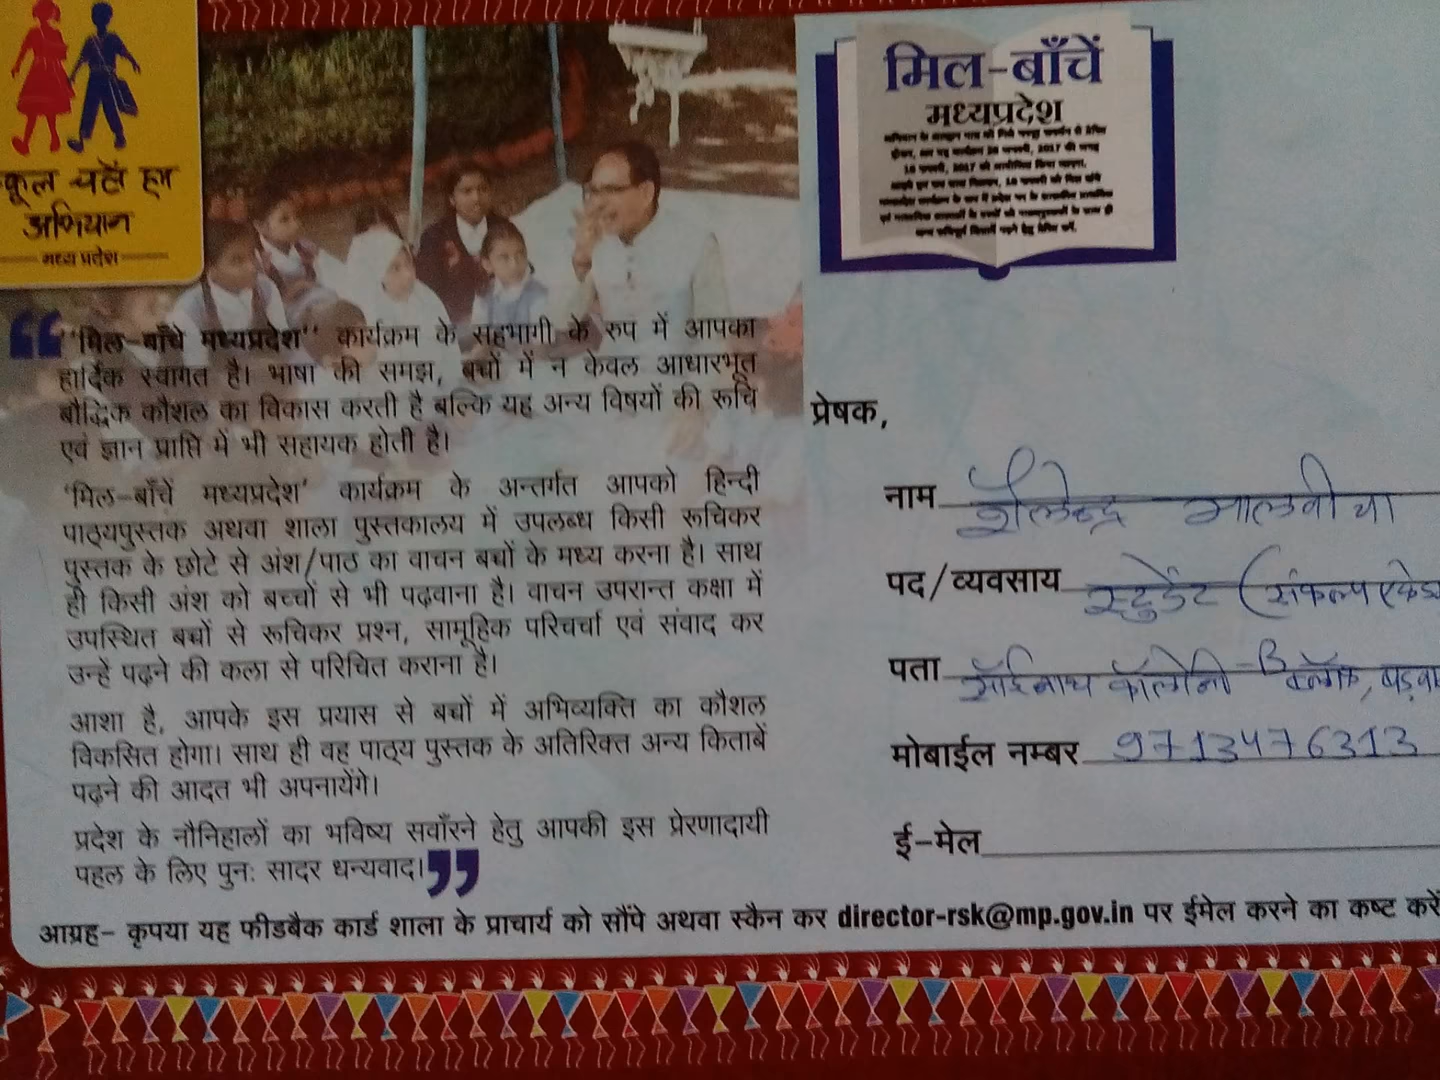 कूल चलें हम
अभियान
मध्य प्रदेश
मिल-बाँचें
मध्यप्रदेश
"मिल-बाँचे मध्यप्रदेश" कार्यक्रम के सहभागी के रुप में आपका
हार्दिक स्वागत है। भाषा की समझ, बच्चों में न केवल आधारभूत
बौद्धिक कौशल का विकास करती है बल्कि यह अन्य विषयों की रूचि
एवं ज्ञान प्राप्ति में भी सहायक होती है।
'मिल-बाँचें मध्यप्रदेश' कार्यक्रम के अन्तर्गत आपको हिन्दी
पाठ्यपुस्तक अथवा शाला पुस्तकालय में उपलब्ध किसी रूचिकर
पुस्तक के छोटे से अंश/पाठ का वाचन बच्चों के मध्य करना है। साथ
ही किसी अंश को बच्चों से भी पढ़वाना है। वाचन उपरान्त कक्षा में
उपस्थित बच्चों से रूचिकर प्रश्न, सामूहिक परिचर्चा एवं संवाद कर
उन्हें पढ़ने की कला से परिचित कराना है।
आशा है, आपके इस प्रयास से बच्चों में अभिव्यक्ति का कौशल
विकसित होगा। साथ ही वह पाठ्य पुस्तक के अतिरिक्त अन्य किताबें
पढ़ने की आदत भी अपनायेंगे।
प्रदेश के नौनिहालों का भविष्य सवाँरने हेतु आपकी इस प्रेरणादायी
पहल के लिए पुनः सादर धन्यवाद।
प्रेषक,
नाम शैलेन्द्र मालवीया
पद/व्यवसाय स्टुडेंट (संकल्प एकेड
पता साँईनाथ कॉलोनी-B ब्लॉक, बड़वा
मोबाईल नम्बर 9713476313
ई-मेल
आग्रह- कृपया यह फीडबैक कार्ड शाला के प्राचार्य को सौंपे अथवा स्कैन कर director-rsk@mp.gov.in पर ईमेल करने का कष्ट करें